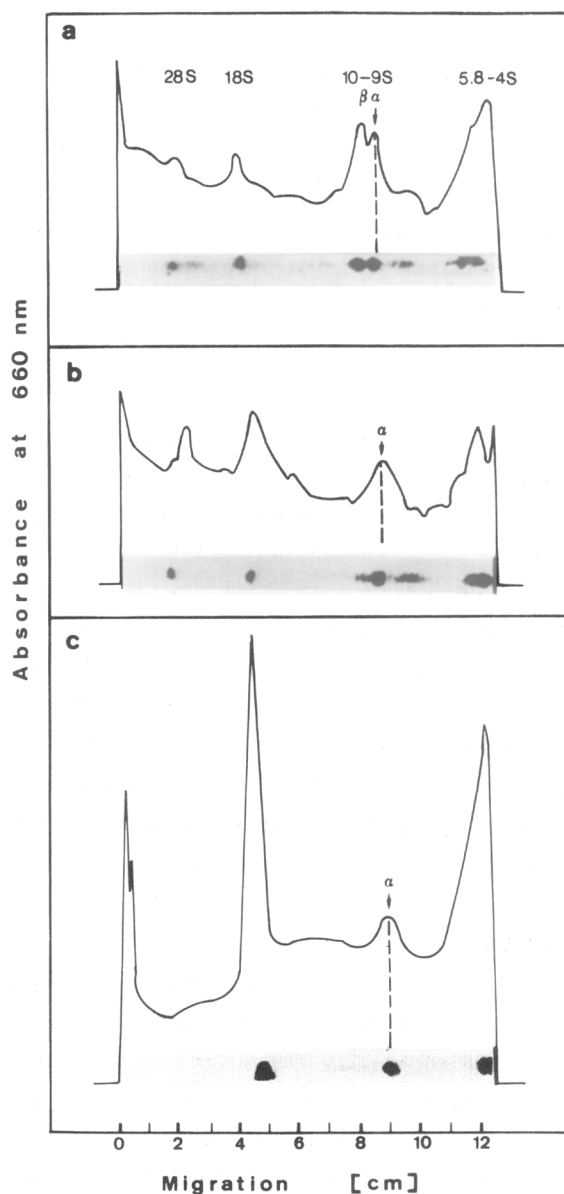 a
28S 18S 10-9S 5.8-4S
β α
b
α
c
α
Absorbance at 660 nm
0 2 4 6 8 10 12
Migration [cm]